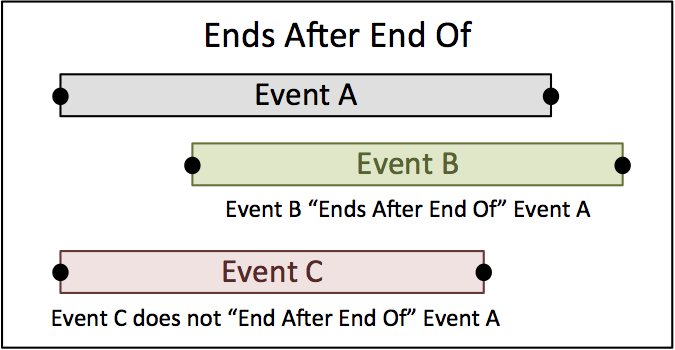 Ends After End Of
Event A
Event B
Event B “Ends After End Of” Event A
Event C
Event C does not “End After End Of” Event A